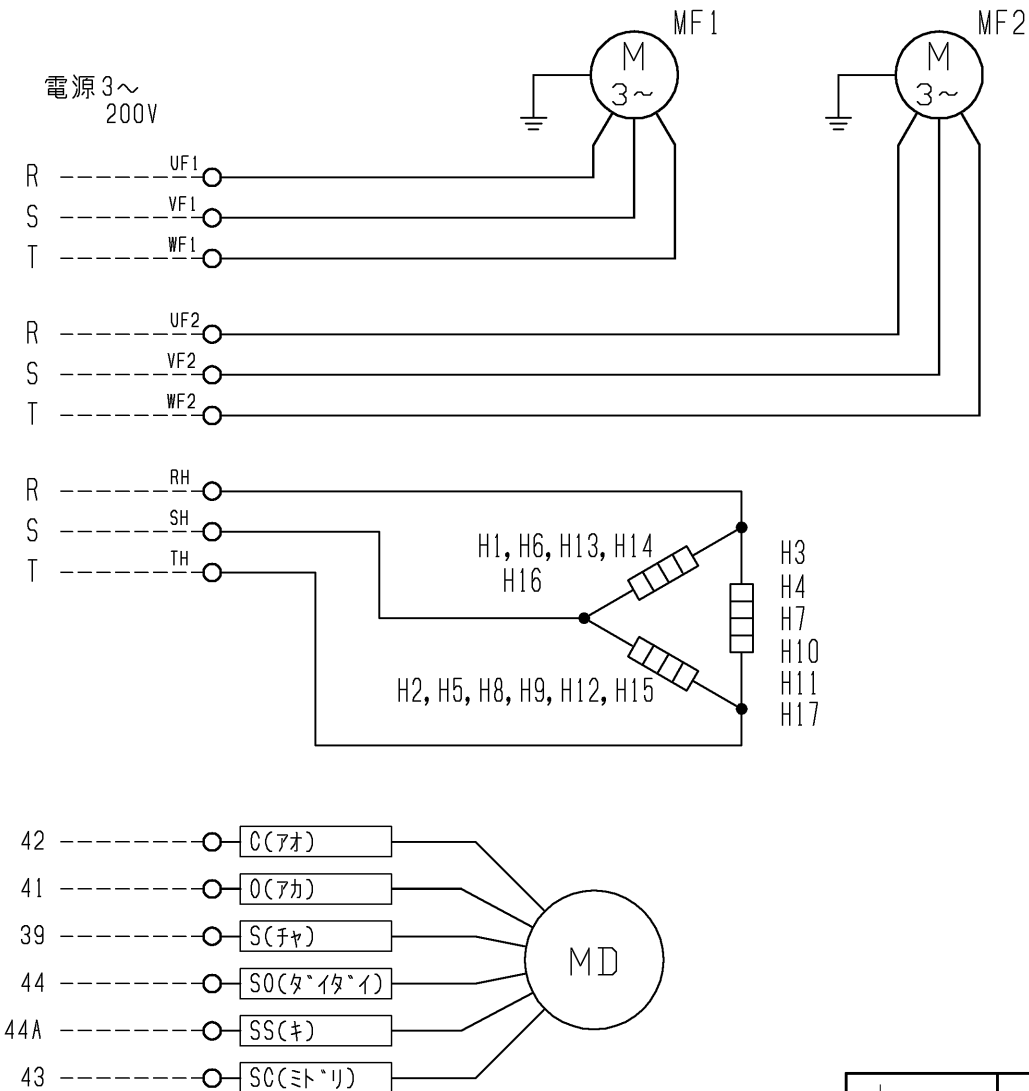 MF1
MF2
M
3~
M
3~
電源3~
200V
R UF1
S VF1
T WF1
R UF2
S VF2
T WF2
R RH
S SH
T TH
H1, H6, H13, H14
H16
H3
H4
H7
H10
H11
H17
H2, H5, H8, H9, H12, H15
42 C(アオ)
41 O(アカ)
39 S(チャ)
44 SO(ダイダイ)
44A SS(キ)
43 SC(ミドリ)
MD